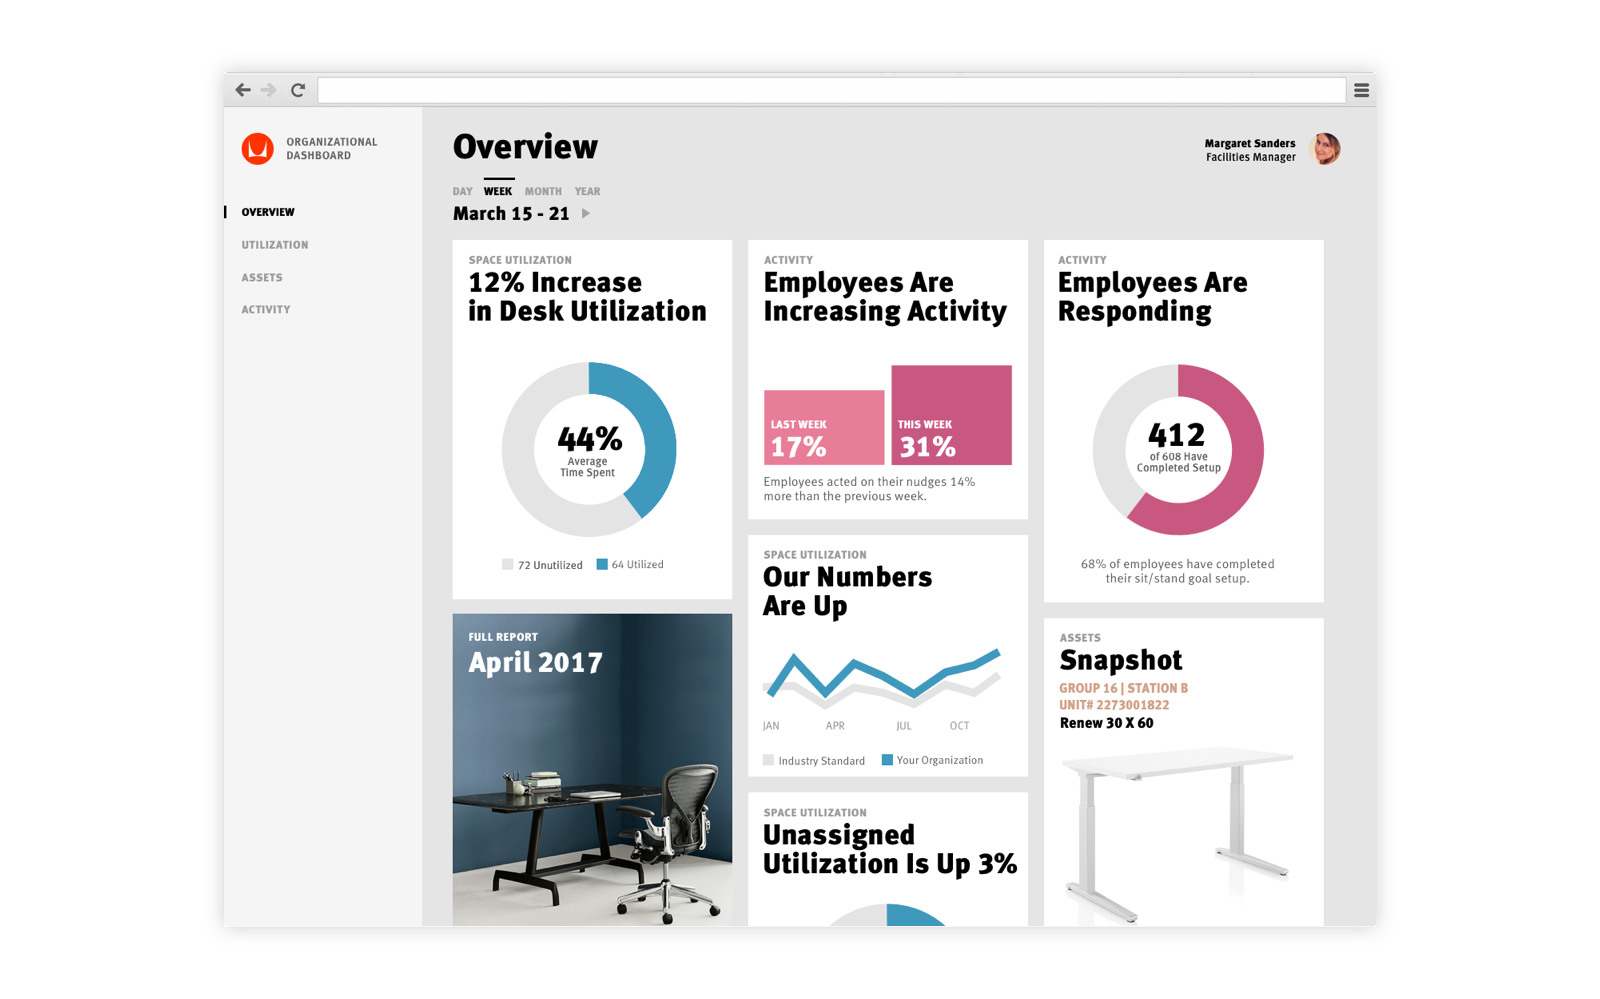 ORGANIZATIONAL
DASHBOARD
OVERVIEW
UTILIZATION
ASSETS
ACTIVITY
Overview
Margaret Sanders
Facilities Manager
DAY WEEK MONTH YEAR
March 15 - 21
SPACE UTILIZATION
12% Increase
in Desk Utilization
44%
Average
Time Spent
72 Unutilized 64 Utilized
FULL REPORT
April 2017
ACTIVITY
Employees Are
Increasing Activity
LAST WEEK
17%
THIS WEEK
31%
Employees acted on their nudges 14%
more than the previous week.
SPACE UTILIZATION
Our Numbers
Are Up
JAN APR JUL OCT
Industry Standard Your Organization
SPACE UTILIZATION
Unassigned
Utilization Is Up 3%
ACTIVITY
Employees Are
Responding
412
of 608 Have
Completed Setup
68% of employees have completed
their sit/stand goal setup.
ASSETS
Snapshot
GROUP 16 | STATION B
UNIT# 2273001822
Renew 30 X 60